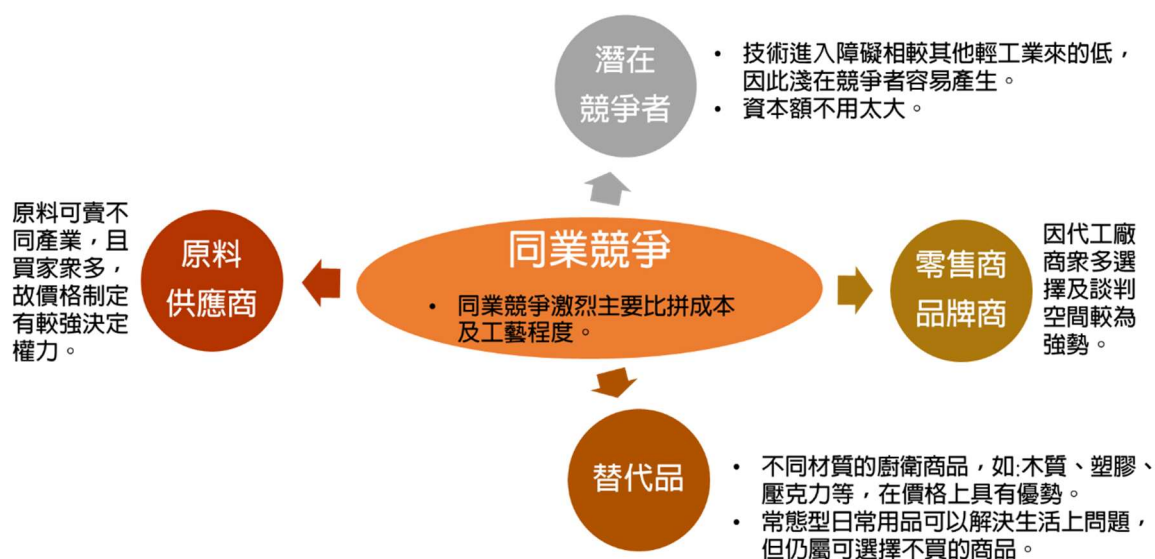 潛在
競爭者
• 技術進入障礙相較其他輕工業來的低，
因此淺在競爭者容易產生。
• 資本額不用太大。
原料可賣不
同產業，且
買家眾多，
故價格制定
有較強決定
權力。
原料
供應商
同業競爭
• 同業競爭激烈主要比拼成本
及工藝程度。
零售商
品牌商
因代工廠
商眾多選
擇及談判
空間較為
強勢。
替代品
• 不同材質的廚衛商品，如:木質、塑膠、
壓克力等，在價格上具有優勢。
• 常態型日常用品可以解決生活上問題，
但仍屬可選擇不買的商品。